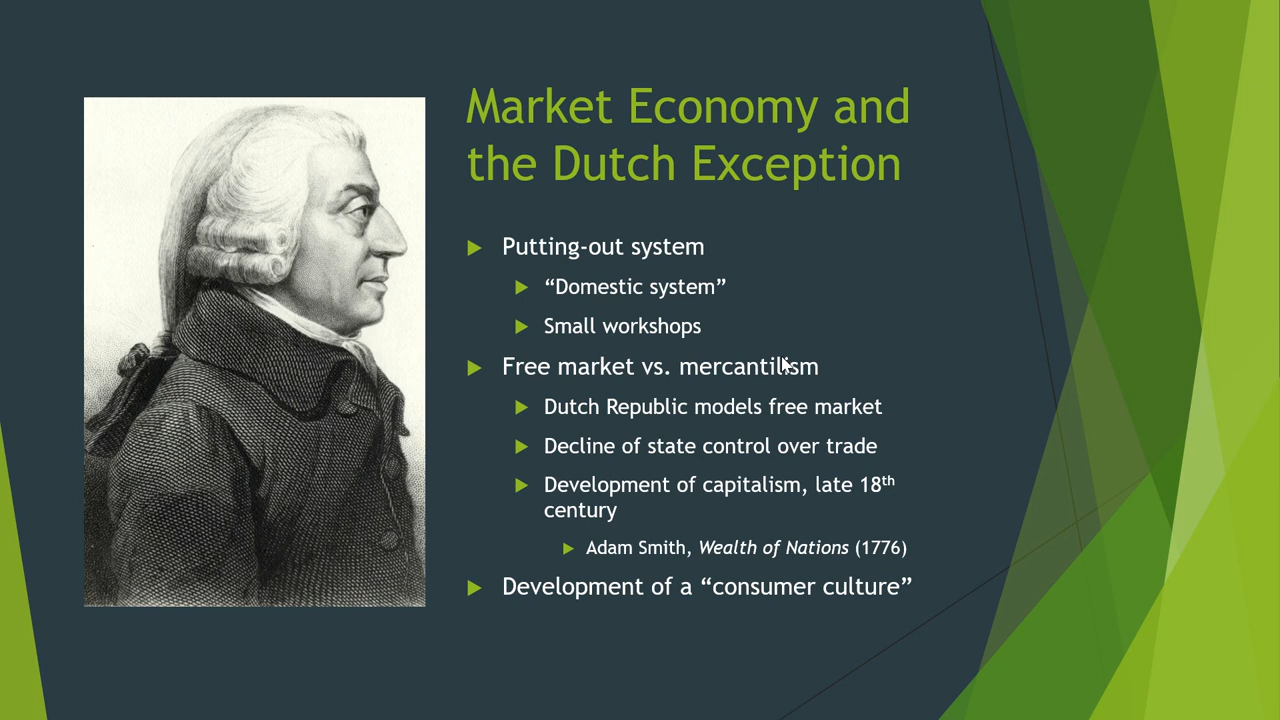 Market Economy and
the Dutch Exception
Putting-out system
“Domestic system”
Small workshops
Free market vs. mercantilism
Dutch Republic models free market
Decline of state control over trade
Development of capitalism, late 18th
century
Adam Smith, Wealth of Nations (1776)
Development of a “consumer culture”